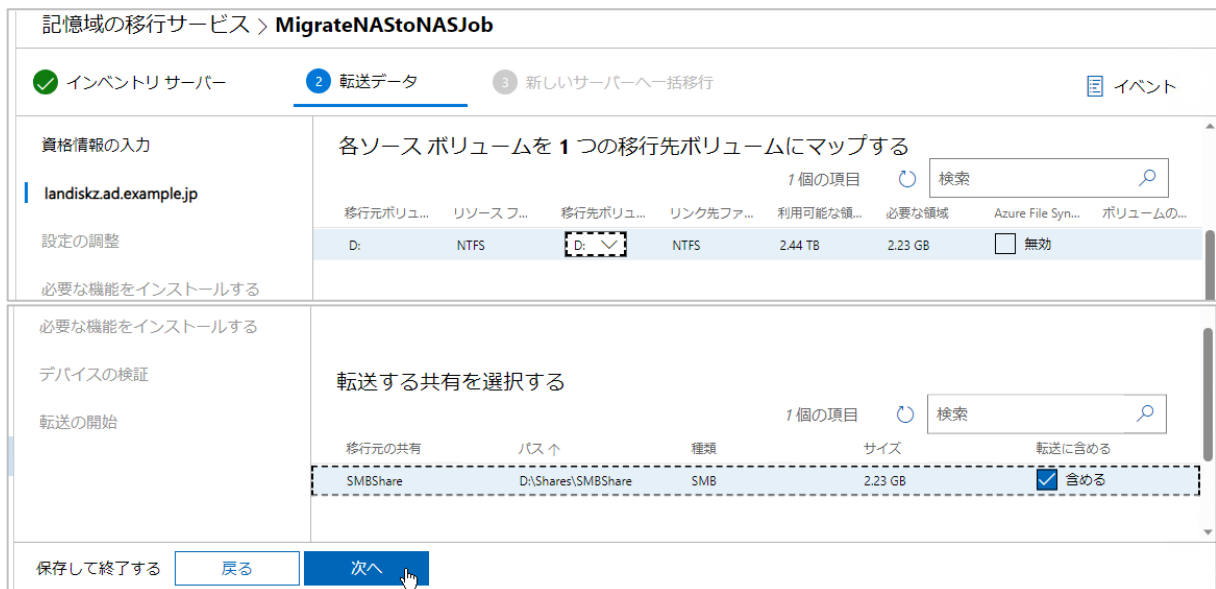 記憶域の移行サービス > MigrateNAStoNASJob
インベントリ サーバー
2 転送データ
3 新しいサーバーへ一括移行
イベント
資格情報の入力
landiskz.ad.example.jp
設定の調整
必要な機能をインストールする
各ソース ボリュームを 1 つの移行先ボリュームにマップする
1 個の項目 検索
移行元ボリュ... リソース フ... 移行先ボリュ... リンク先ファ... 利用可能な領... 必要な領域 Azure File Syn... ボリュームの...
D: NTFS D: NTFS 2.44 TB 2.23 GB 無効
必要な機能をインストールする
デバイスの検証
転送の開始
転送する共有を選択する
1 個の項目 検索
移行元の共有 パス ↑ 種類 サイズ 転送に含める
SMBShare D:\Shares\SMBShare SMB 2.23 GB 含める
保存して終了する 戻る 次へ